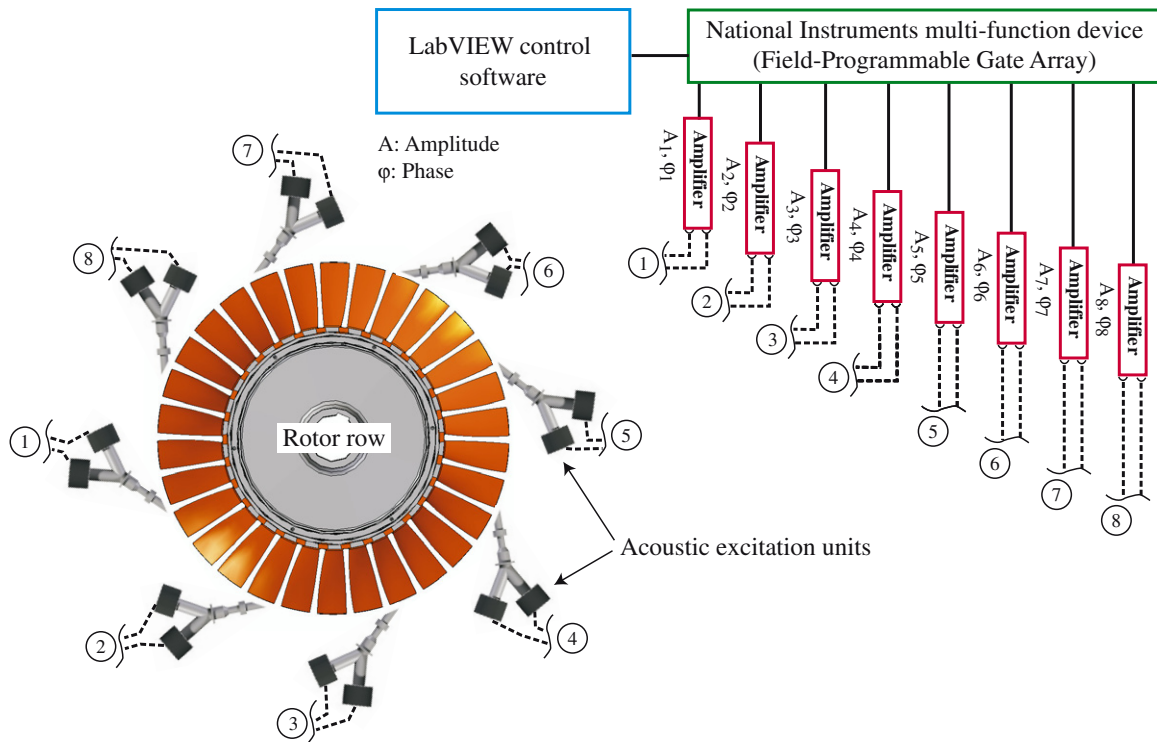 LabVIEW control
software
National Instruments multi-function device
(Field-Programmable Gate Array)
A: Amplitude
φ: Phase
A1, φ1
Amplifier
A2, φ2
Amplifier
A3, φ3
Amplifier
A4, φ4
Amplifier
A5, φ5
Amplifier
A6, φ6
Amplifier
A7, φ7
Amplifier
A8, φ8
Amplifier
1
2
3
4
5
6
7
8
7
8
6
1
Rotor row
5
Acoustic excitation units
2
4
3